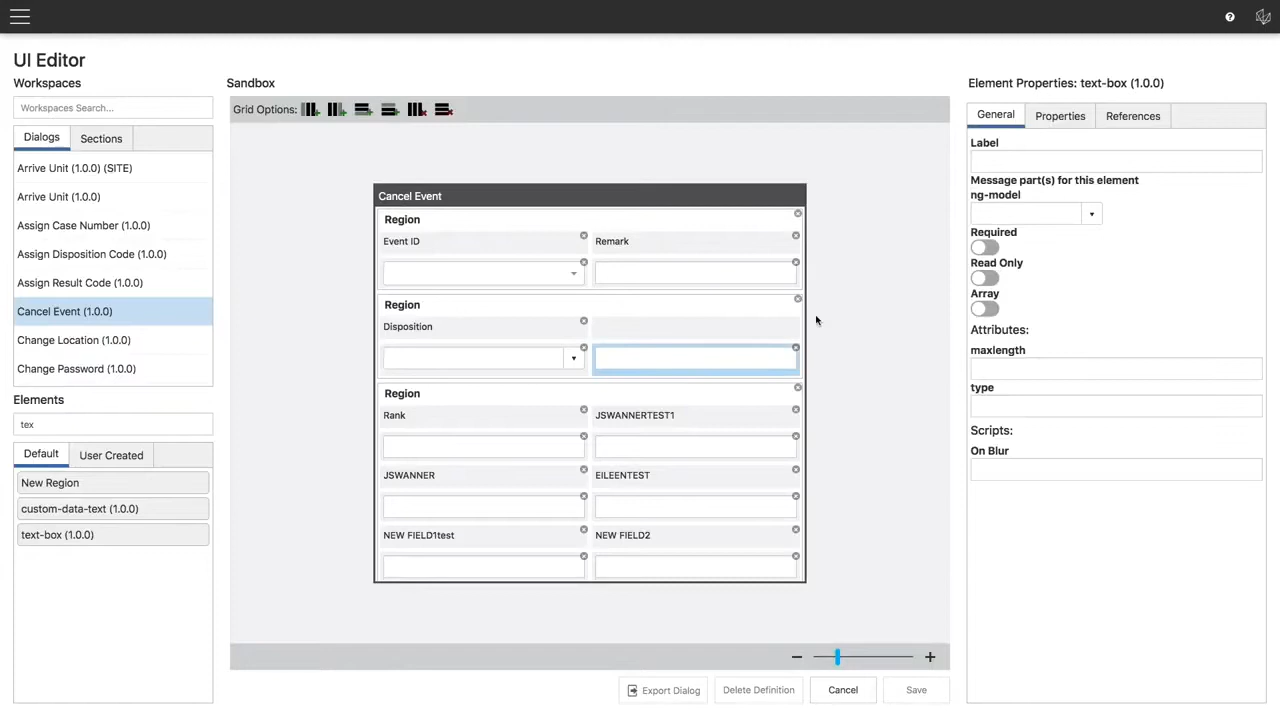 UI Editor
Workspaces
Workspaces Search...
Dialogs
Sections
Arrive Unit (1.0.0) (SITE)
Arrive Unit (1.0.0)
Assign Case Number (1.0.0)
Assign Disposition Code (1.0.0)
Assign Result Code (1.0.0)
Cancel Event (1.0.0)
Change Location (1.0.0)
Change Password (1.0.0)
Elements
tex
Default
User Created
New Region
custom-data-text (1.0.0)
text-box (1.0.0)
Sandbox
Grid Options:
Cancel Event
Region
Event ID
Remark
Region
Disposition
Region
Rank
JSWANNERTEST1
JSWANNER
EILEENTEST
NEW FIELD1test
NEW FIELD2
Export Dialog
Delete Definition
Cancel
Save
Element Properties: text-box (1.0.0)
General
Properties
References
Label
Message part(s) for this element
ng-model
Required
Read Only
Array
Attributes:
maxlength
type
Scripts:
On Blur